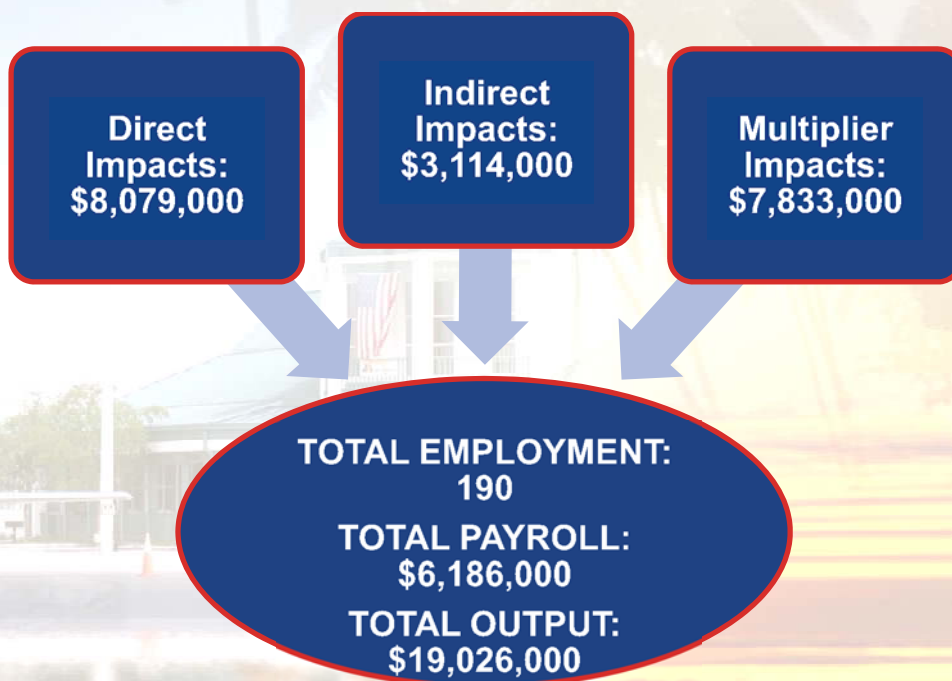 Direct
Impacts:
$8,079,000
Indirect
Impacts:
$3,114,000
Multiplier
Impacts:
$7,833,000
TOTAL EMPLOYMENT:
190
TOTAL PAYROLL:
$6,186,000
TOTAL OUTPUT:
$19,026,000